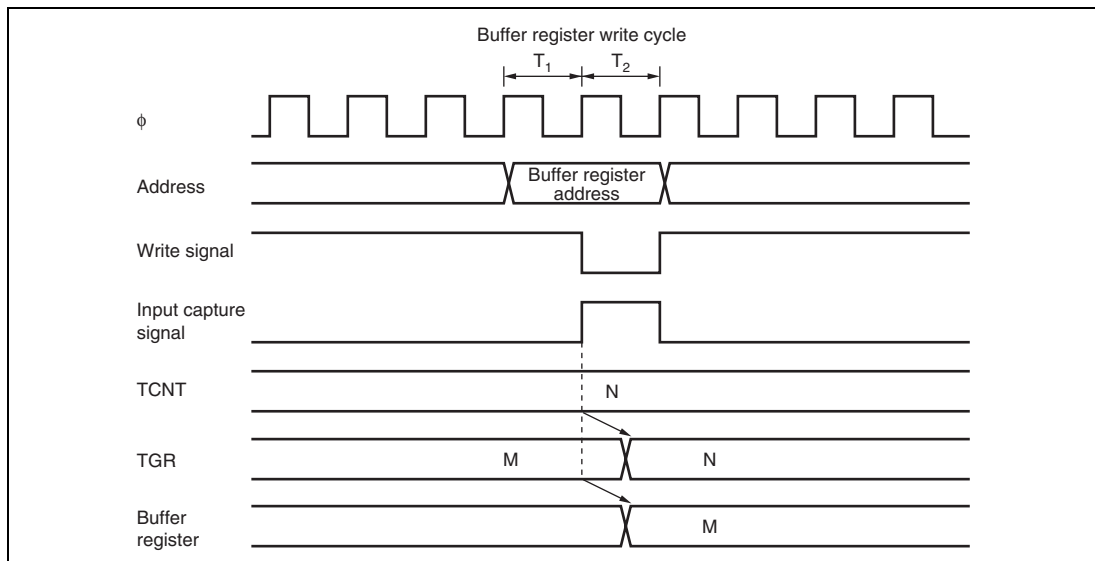 Buffer register write cycle
T1 T2
ϕ
Address
Buffer register
address
Write signal
Input capture
signal
TCNT
N
TGR
M N
Buffer
register
M